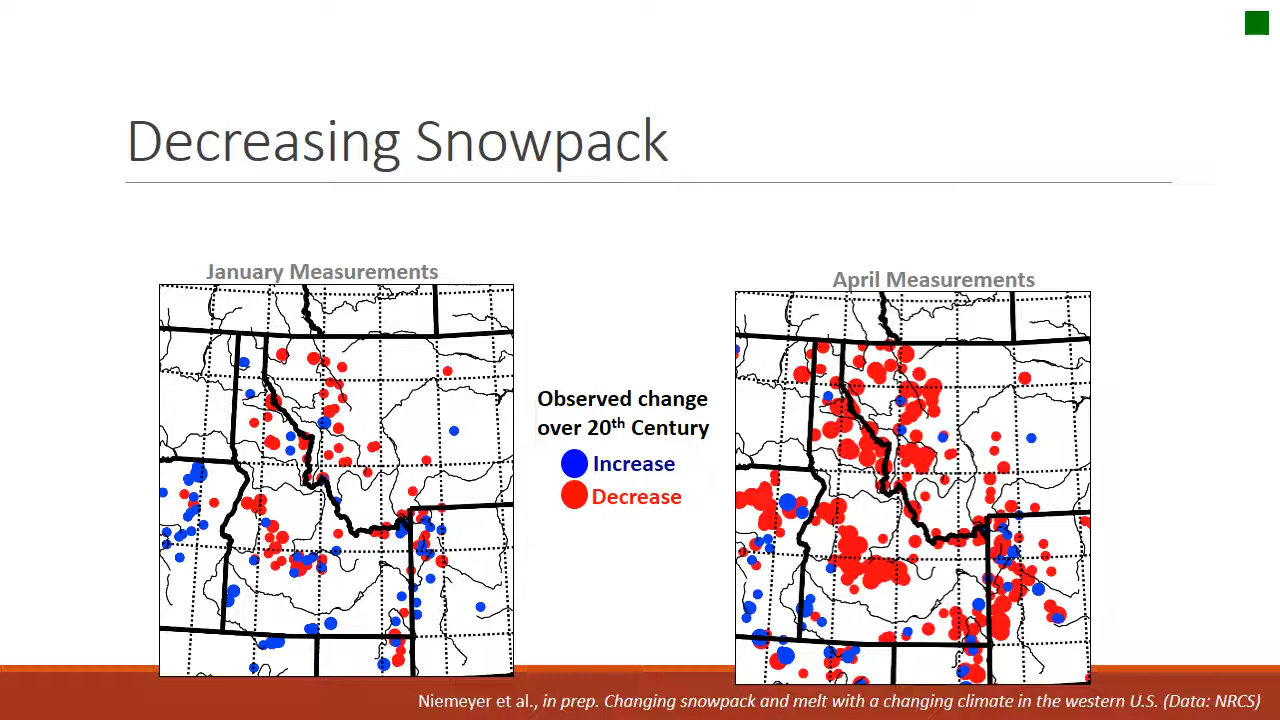 Decreasing Snowpack
January Measurements
April Measurements
Observed change
over 20th Century
Increase
Decrease
Niemeyer et al., in prep. Changing snowpack and melt with a changing climate in the western U.S. (Data: NRCS)